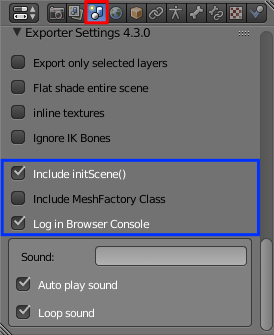 Exporter Settings 4.3.0
Export only selected layers
Flat shade entire scene
inline textures
Ignore IK Bones
Include initScene()
Include MeshFactory Class
Log in Browser Console
Sound:
Auto play sound
Loop sound